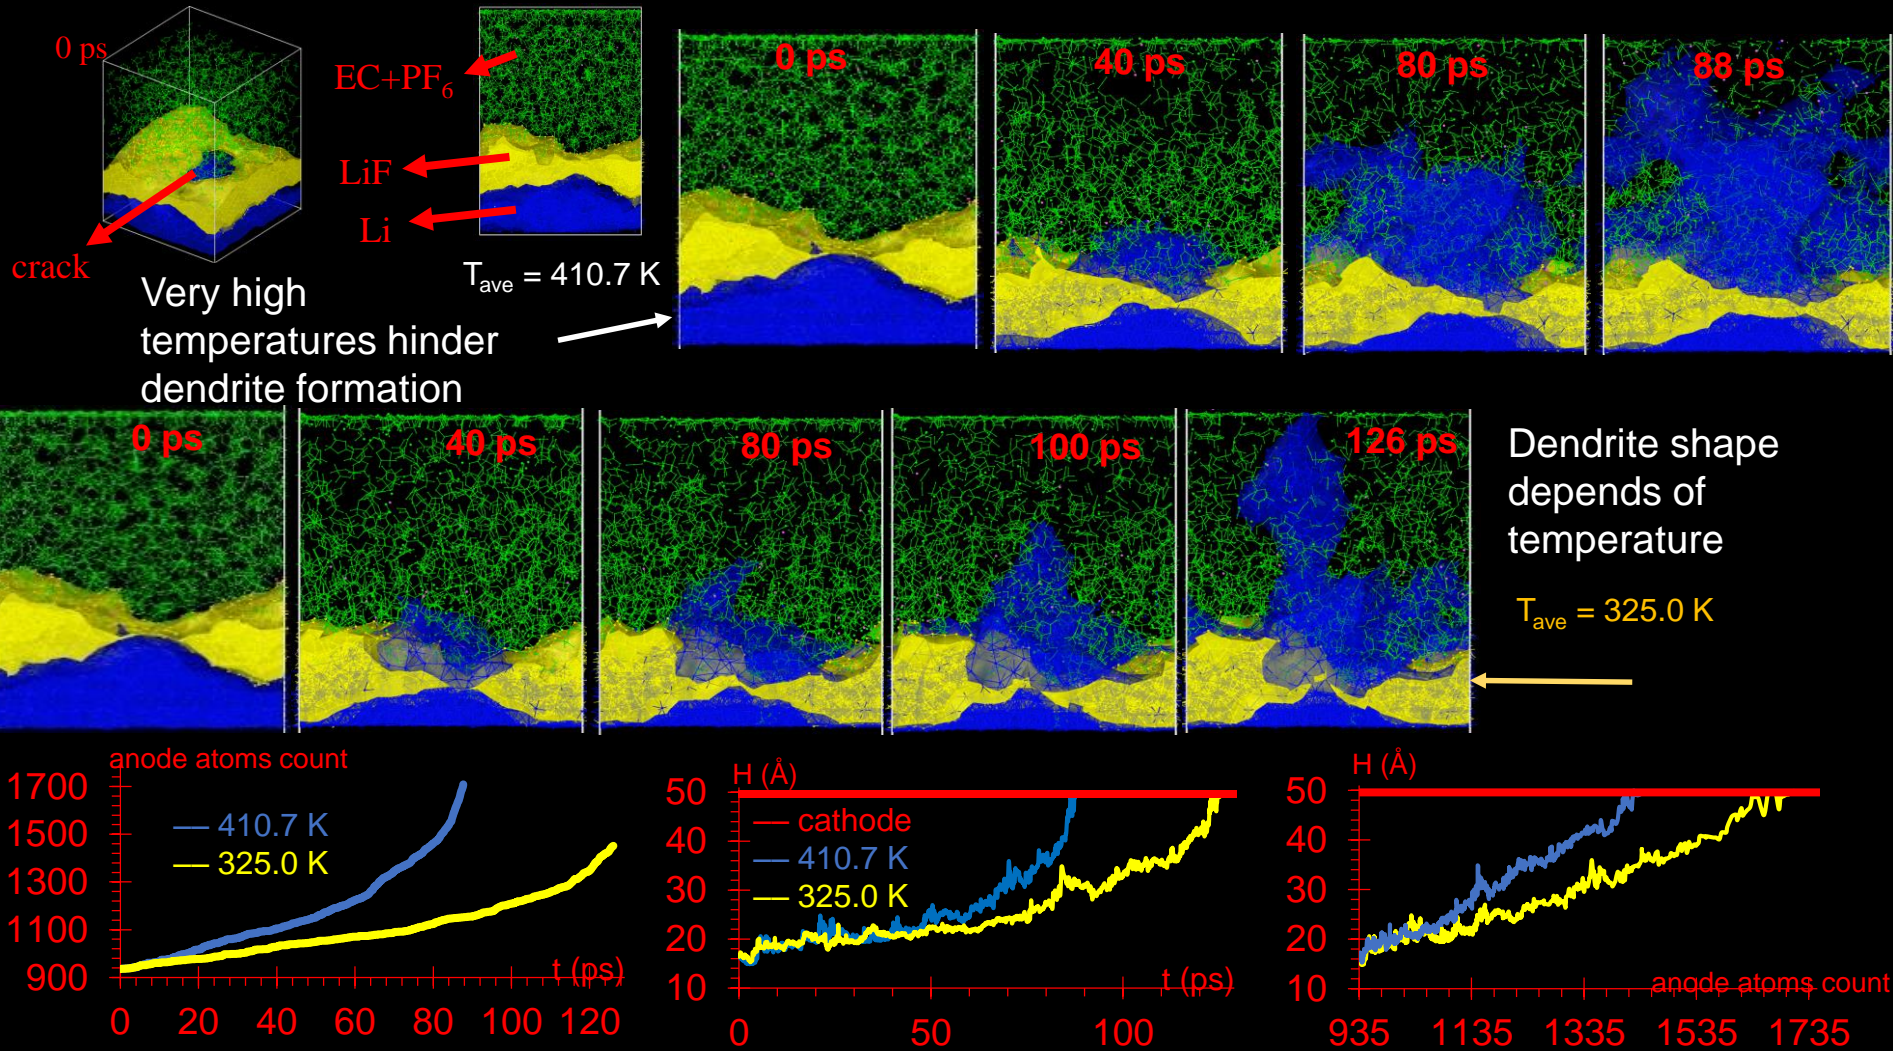 0 ps
EC+PF6
LiF
Li
crack
Very high
temperatures hinder
dendrite formation
Tave = 410.7 K
0 ps
40 ps
80 ps
88 ps
0 ps
40 ps
80 ps
100 ps
126 ps
Dendrite shape
depends of
temperature
Tave = 325.0 K
anode atoms count
1700
1500
1300
1100
900
— 410.7 K
— 325.0 K
t (ps)
0 20 40 60 80 100 120
H (Å)
50
40
30
20
10
— cathode
— 410.7 K
— 325.0 K
t (ps)
0 50 100
H (Å)
50
40
30
20
10
anode atoms count
935 1135 1335 1535 1735